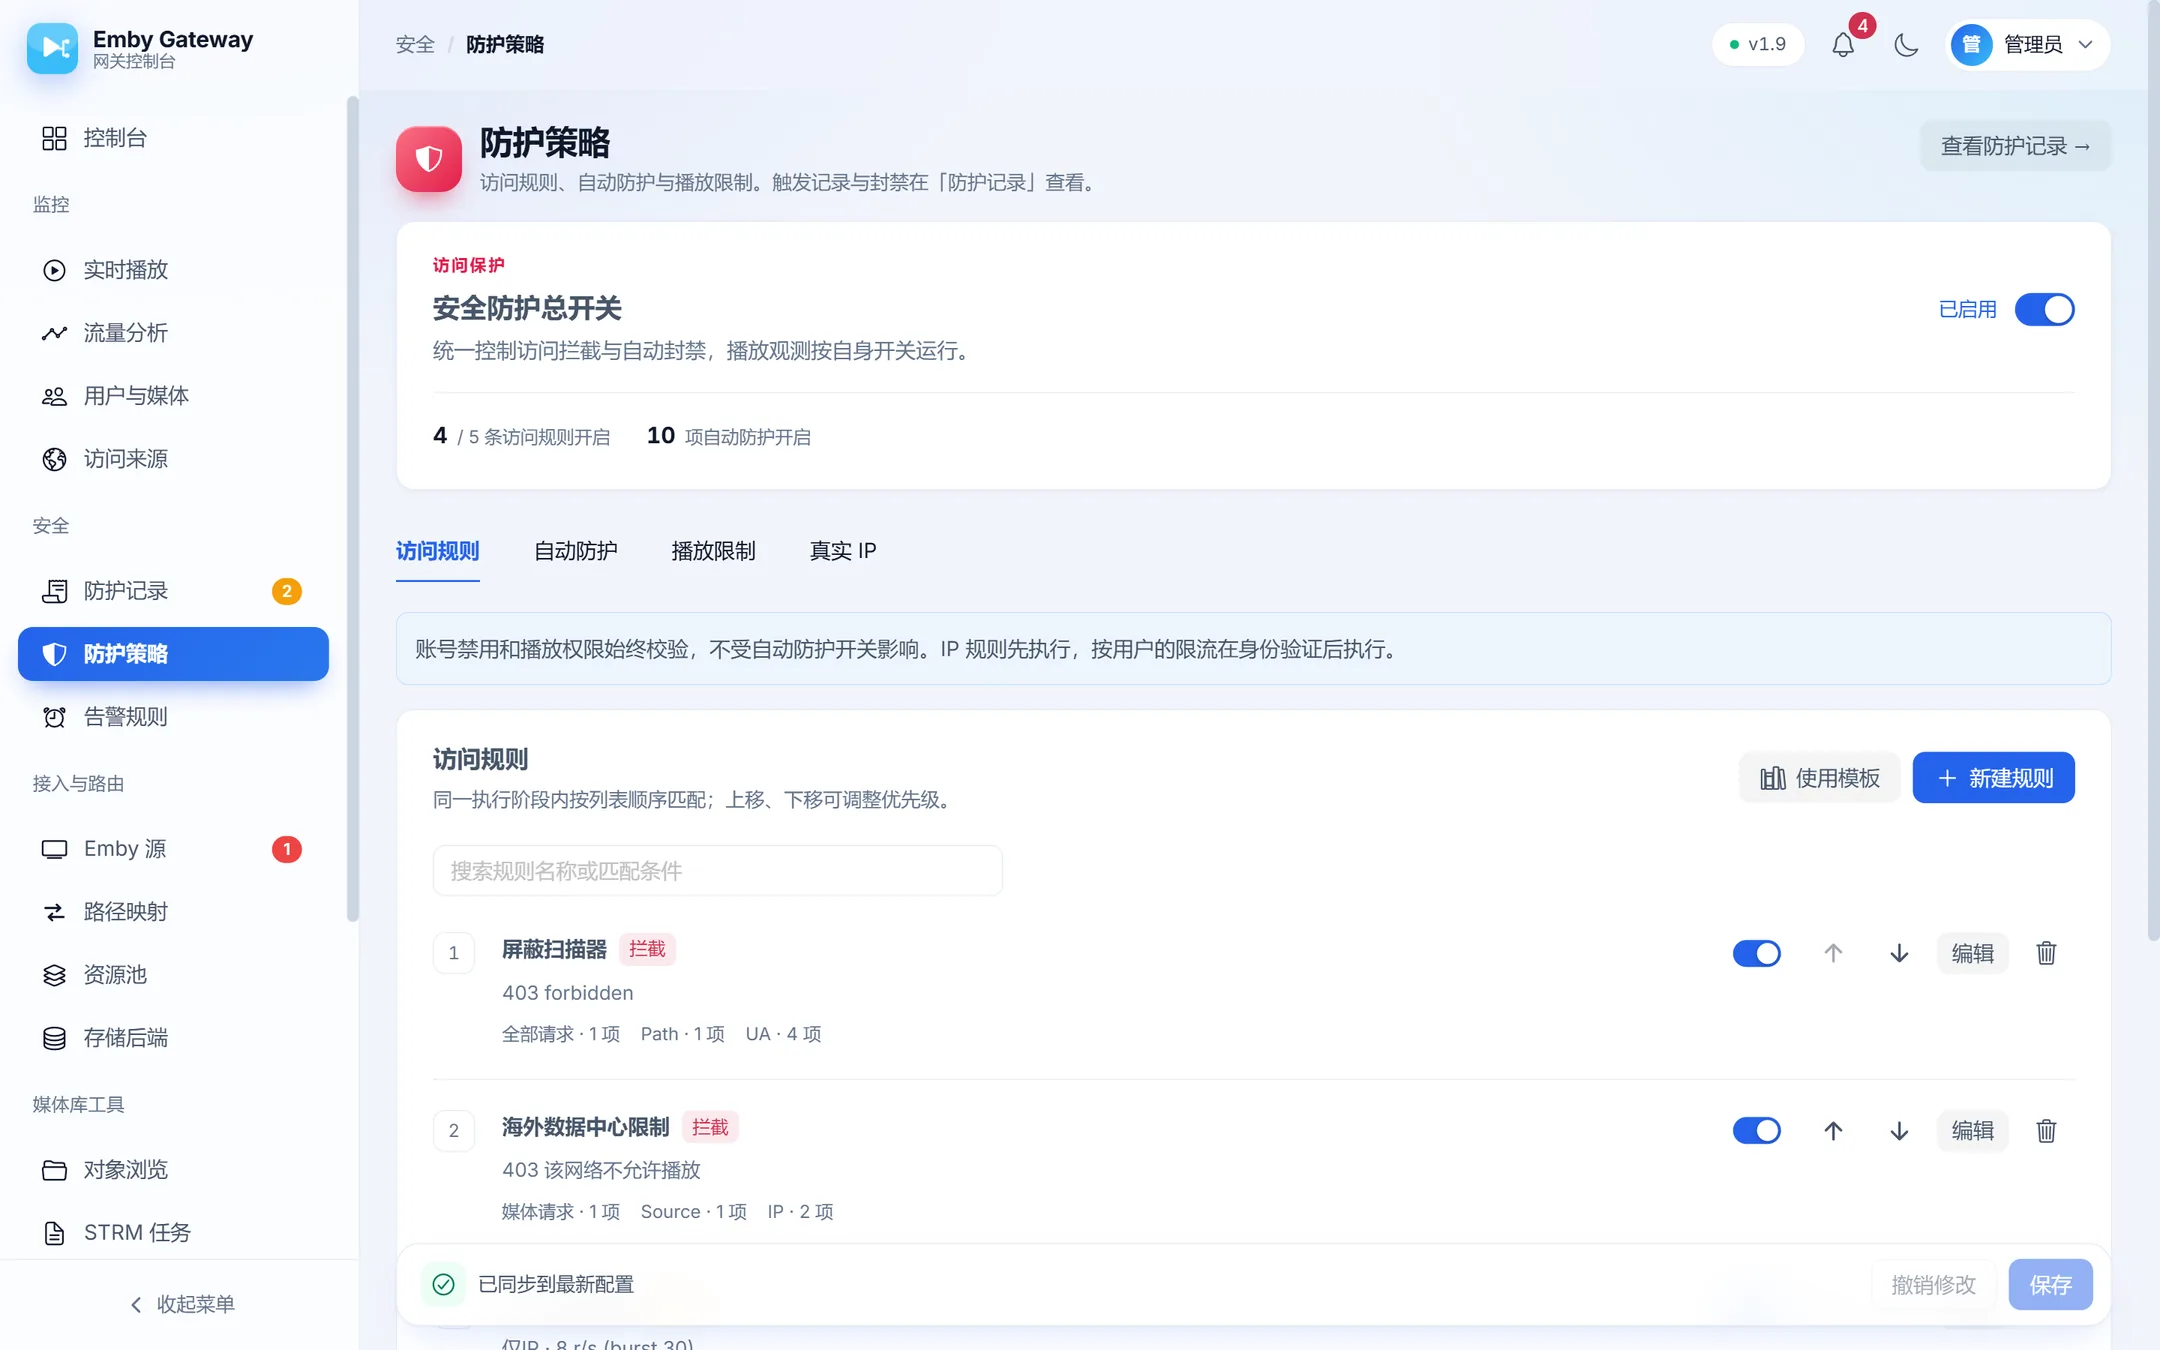 Emby Gateway
网关控制台
控制台
监控
实时播放
流量分析
用户与媒体
访问来源
安全
防护记录 2
防护策略
告警规则
接入与路由
Emby 源 1
路径映射
资源池
存储后端
媒体库工具
对象浏览
STRM 任务
收起菜单
安全 / 防护策略
v1.9
4
管 管理员
防护策略
访问规则、自动防护与播放限制。触发记录与封禁在「防护记录」查看。
查看防护记录 →
访问保护
安全防护总开关
统一控制访问拦截与自动封禁，播放观测按自身开关运行。
已启用
4 / 5 条访问规则开启 10 项自动防护开启
访问规则 自动防护 播放限制 真实 IP
账号禁用和播放权限始终校验，不受自动防护开关影响。IP 规则先执行，按用户的限流在身份验证后执行。
访问规则
同一执行阶段内按列表顺序匹配；上移、下移可调整优先级。
使用模板
+ 新建规则
搜索规则名称或匹配条件
1 屏蔽扫描器 拦截
403 forbidden
全部请求 · 1 项 Path · 1 项 UA · 4 项
编辑
2 海外数据中心限制 拦截
403 该网络不允许播放
媒体请求 · 1 项 Source · 1 项 IP · 2 项
编辑
已同步到最新配置
撤销修改 保存
仅IP · 8 r/s (burst 30)